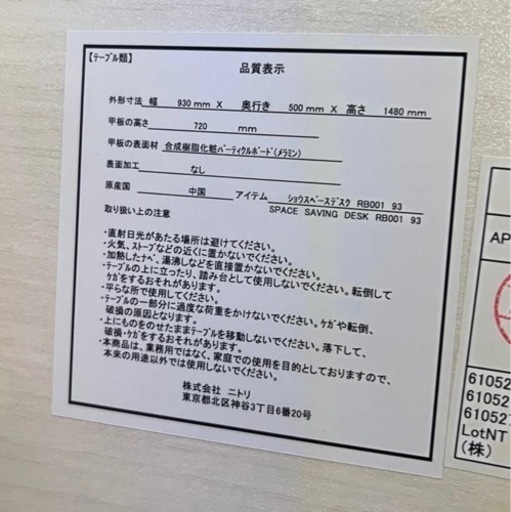 【テーブル類】
品質表示
外形寸法 幅 930 mm X 奥行き 500 mm X 高さ 1480 mm
甲板の高さ 720 mm
甲板の表面材 合成樹脂化粧パーティクルボード(メラミン)
表面加工 なし
原産国 中国 アイテム ショウスペースデスク RB001 93
取り扱い上の注意 SPACE SAVING DESK RB001 93
・直射日光があたる場所は避けてください。
・火気、ストーブなどの近くに置かないでください。
・加熱したナベ、湯沸しなどを直接置かないでください。
・テーブルの上に立ったり、踏み台として使用しないでください。転倒して
ケガをするおそれがあります。
・平らな所で使用してください。
・テーブルの一部分に過度な荷重をかけないでください。ケガや転倒、
破損の原因となります。
・上にものをのせたままテーブルを移動しないでください。落下して、
破損・ケガをするおそれがあります。
・本商品は、業務用ではなく、家庭での使用を目的としておりますので、
本来の用途以外では使用しないでください。
株式会社 ニトリ
東京都北区神谷3丁目6番20号
AP
61052
61052
610527
LotNT
(株)